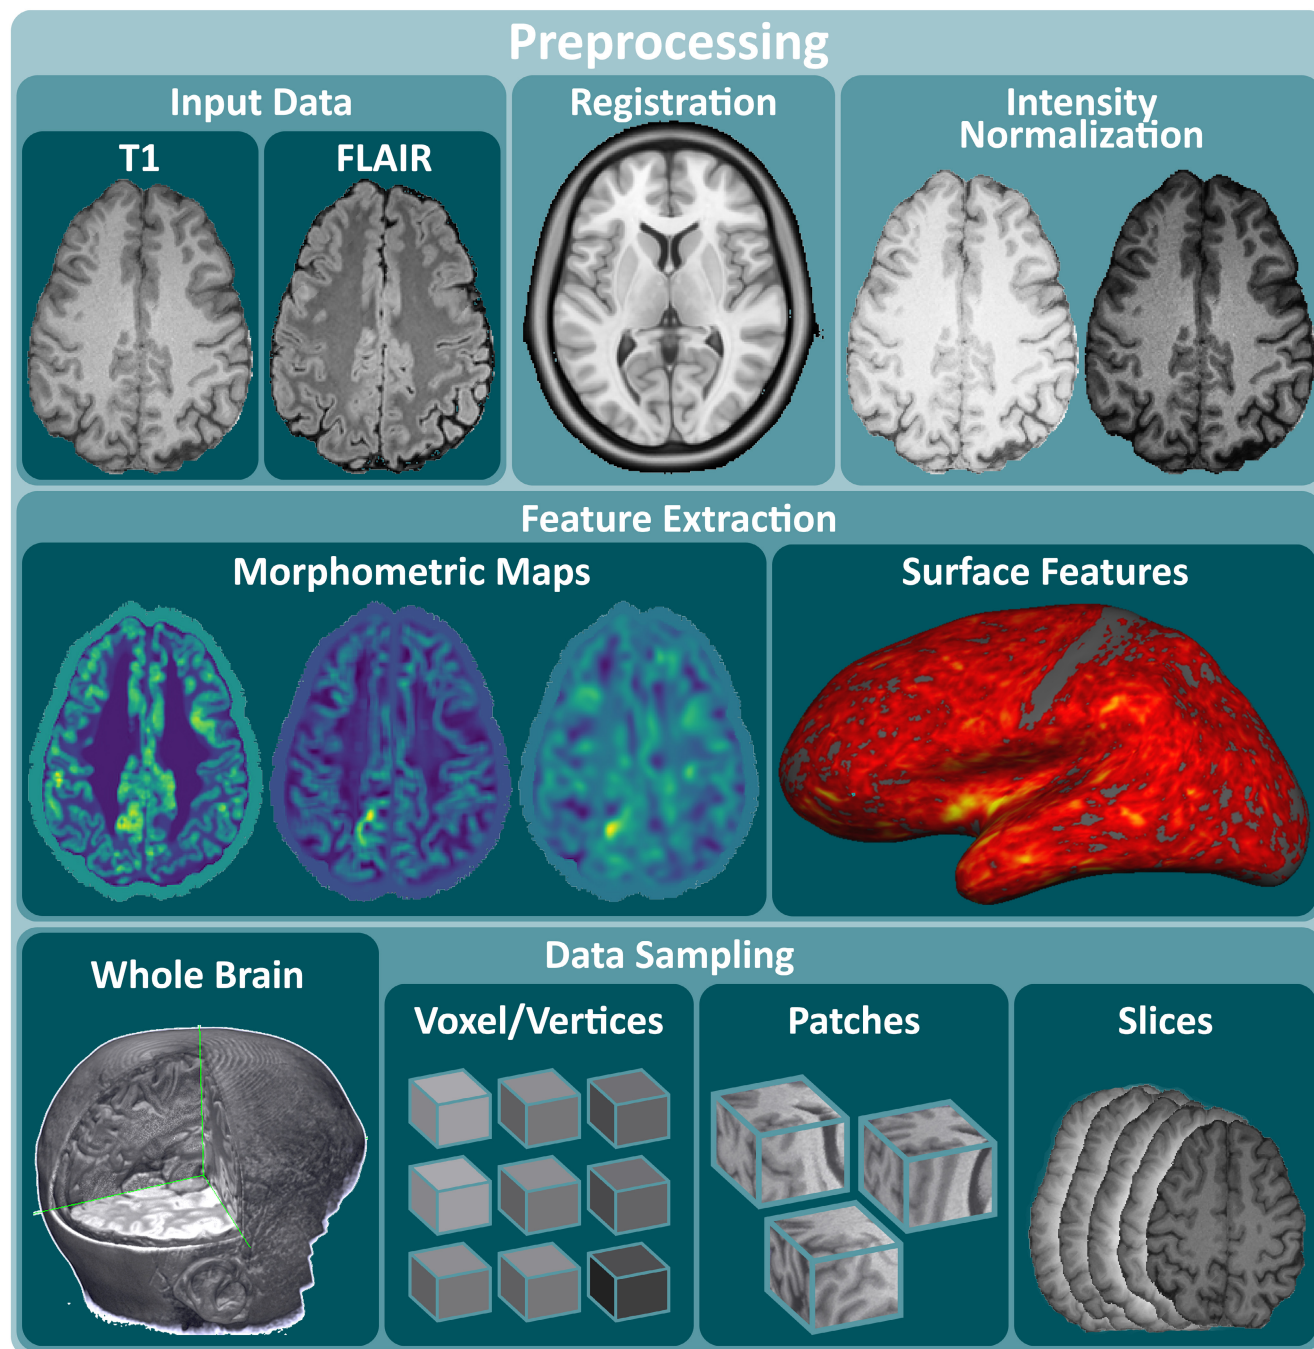 Preprocessing
Input Data
T1
FLAIR
Registration
Intensity
Normalization
Feature Extraction
Morphometric Maps
Surface Features
Data Sampling
Whole Brain
Voxel/Vertices
Patches
Slices